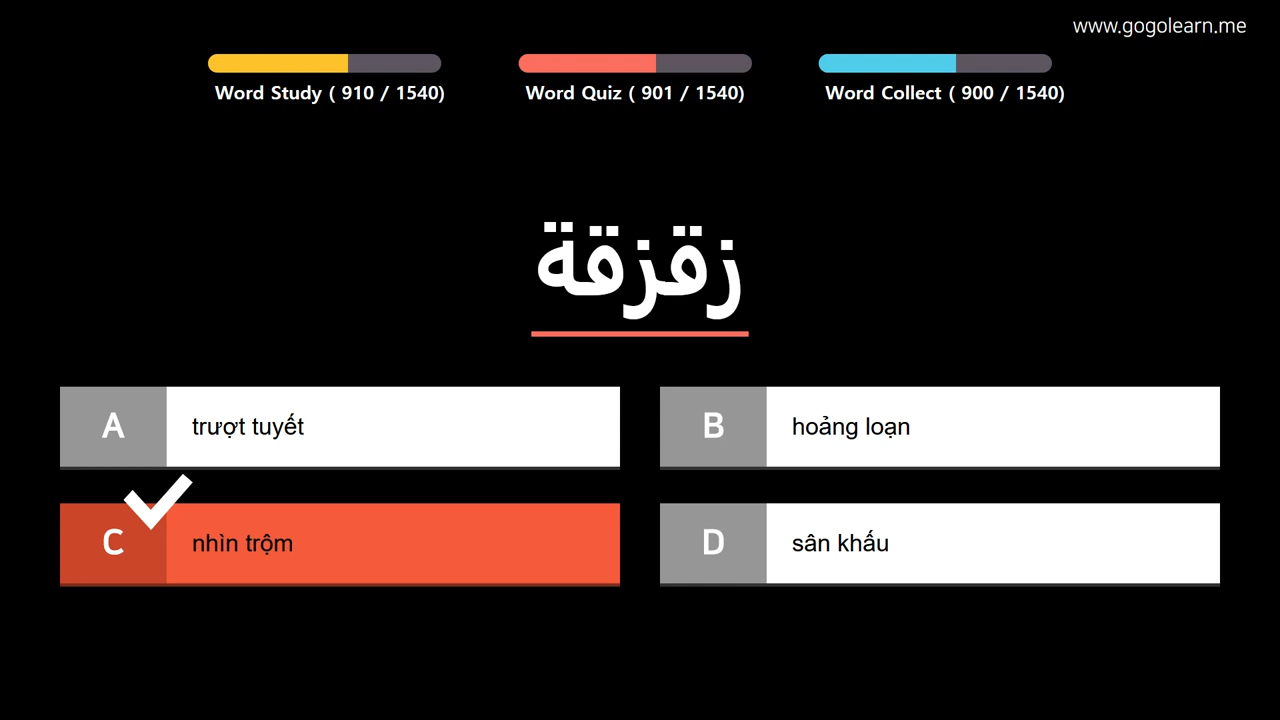 www.gogolearn.me
Word Study ( 910 / 1540)
Word Quiz ( 901 / 1540)
Word Collect ( 900 / 1540)
زقزقة
A trượt tuyết
B hoảng loạn
C nhìn trộm
D sân khấu